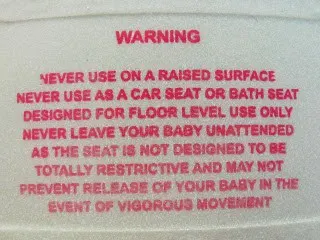 WARNING
NEVER USE ON A RAISED SURFACE
NEVER USE AS A CAR SEAT OR BATH SEAT
DESIGNED FOR FLOOR LEVEL USE ONLY
NEVER LEAVE YOUR BABY UNATTENDED
AS THE SEAT IS NOT DESIGNED TO BE
TOTALLY RESTRICTIVE AND MAY NOT
PREVENT RELEASE OF YOUR BABY IN THE
EVENT OF VIGOROUS MOVEMENT